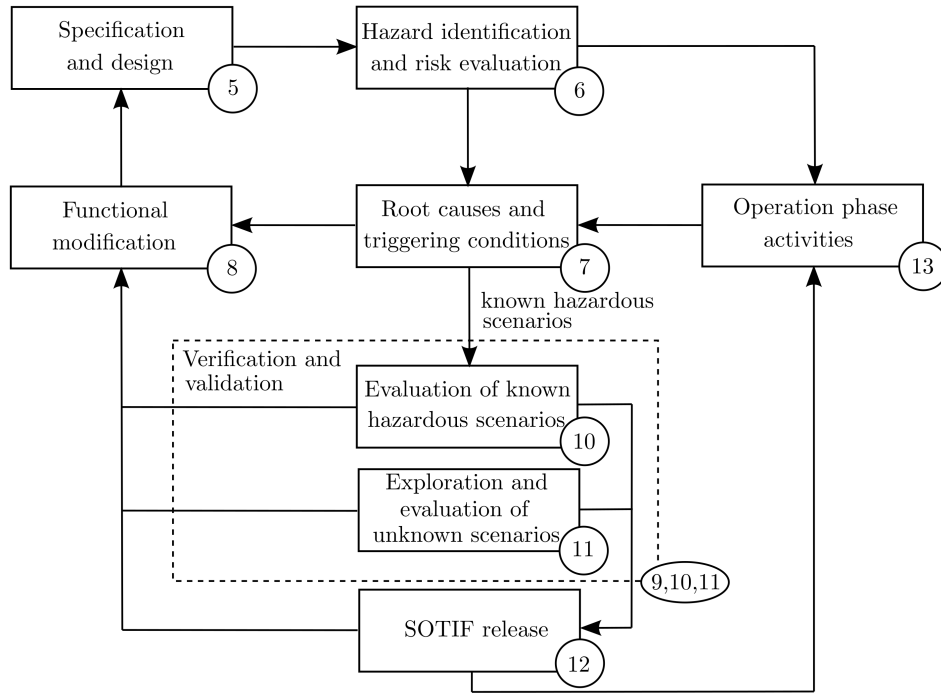 Specification
and design
5
Hazard identification
and risk evaluation
6
Functional
modification
8
Root causes and
triggering conditions
7
Operation phase
activities
13
known hazardous
scenarios
Verification and
validation
Evaluation of known
hazardous scenarios
10
Exploration and
evaluation of
unknown scenarios
11
9,10,11
SOTIF release
12